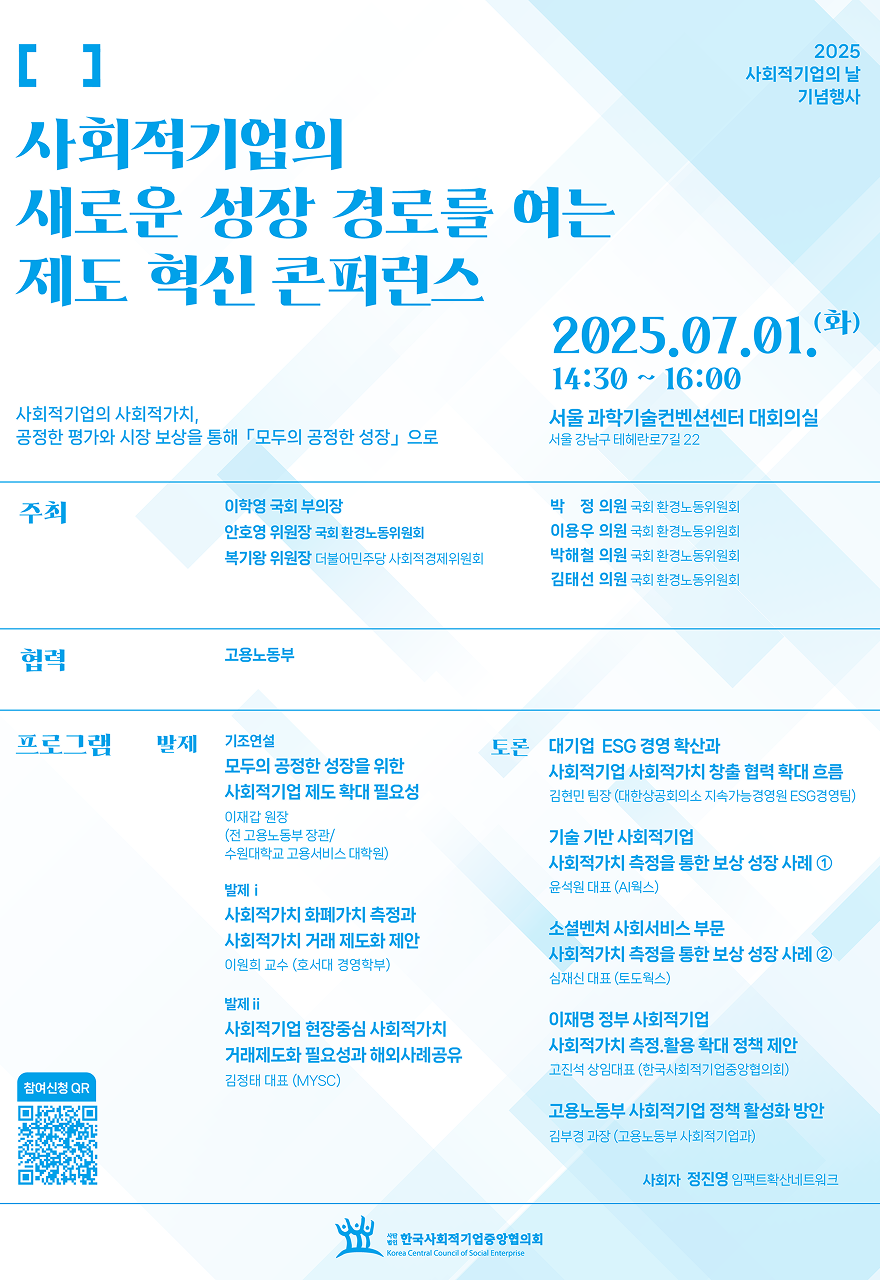 [ ]
2025
사회적기업의 날
기념행사
사회적기업의
새로운 성장 경로를 여는
제도 혁신 콘퍼런스
2025.07.01.(화)
14:30 ~ 16:00
서울 과학기술컨벤션센터 대회의실
서울 강남구 테헤란로7길 22
사회적기업의 사회적가치,
공정한 평가와 시장 보상을 통해「모두의 공정한 성장」으로
주최
이학영 국회 부의장
안호영 위원장 국회 환경노동위원회
복기왕 위원장 더불어민주당 사회적경제위원회
박 정 의원 국회 환경노동위원회
이용우 의원 국회 환경노동위원회
박해철 의원 국회 환경노동위원회
김태선 의원 국회 환경노동위원회
협력
고용노동부
프로그램
발제
기조연설
모두의 공정한 성장을 위한
사회적기업 제도 확대 필요성
이재갑 원장
(전 고용노동부 장관/
수원대학교 고용서비스 대학원)
발제 i
사회적가치 화폐가치 측정과
사회적가치 거래 제도화 제안
이원희 교수 (호서대 경영학부)
발제 ii
사회적기업 현장중심 사회적가치
거래제도화 필요성과 해외사례공유
김정태 대표 (MYSC)
토론
대기업 ESG 경영 확산과
사회적기업 사회적가치 창출 협력 확대 흐름
김현민 팀장 (대한상공회의소 지속가능경영원 ESG경영팀)
기술 기반 사회적기업
사회적가치 측정을 통한 보상 성장 사례 ①
윤석원 대표 (AI웍스)
소셜벤처 사회서비스 부문
사회적가치 측정을 통한 보상 성장 사례 ②
심재신 대표 (토도웍스)
이재명 정부 사회적기업
사회적가치 측정.활용 확대 정책 제안
고진석 상임대표 (한국사회적기업중앙협의회)
고용노동부 사회적기업 정책 활성화 방안
김부경 과장 (고용노동부 사회적기업과)
사회자 정진영 임팩트확산네트워크
참여신청 QR
사단법인 한국사회적기업중앙협의회
Korea Central Council of Social Enterprise